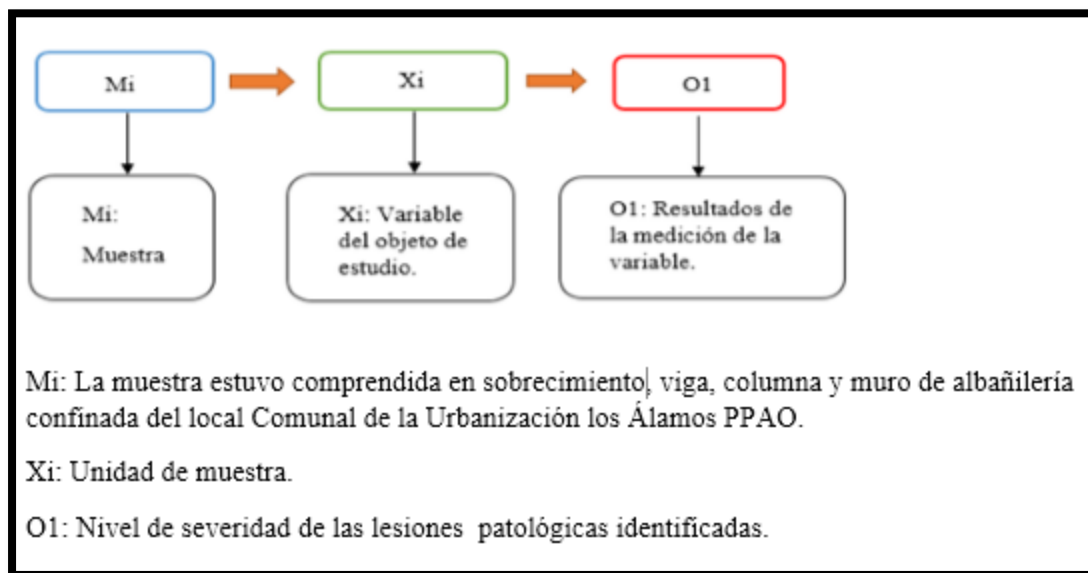 Mi
Xi
O1
Mi:
Muestra
Xi: Variable
del objeto de
estudio.
O1: Resultados de
la medición de la
variable.
Mi: La muestra estuvo comprendida en sobrecimiento, viga, columna y muro de albañilería
confinada del local Comunal de la Urbanización los Álamos PPAO.
Xi: Unidad de muestra.
O1: Nivel de severidad de las lesiones patológicas identificadas.